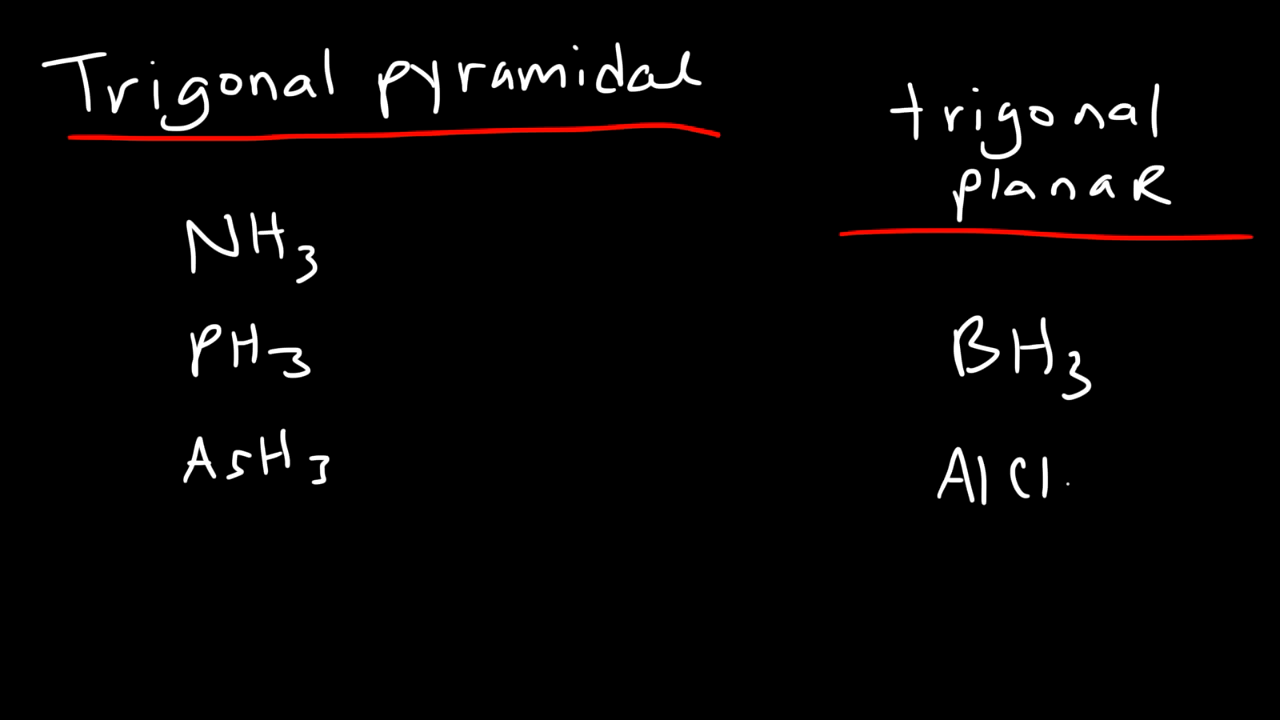 Trigonal pyramidal
NH3
PH3
AsH3
trigonal
planaR
BH3
AlCl